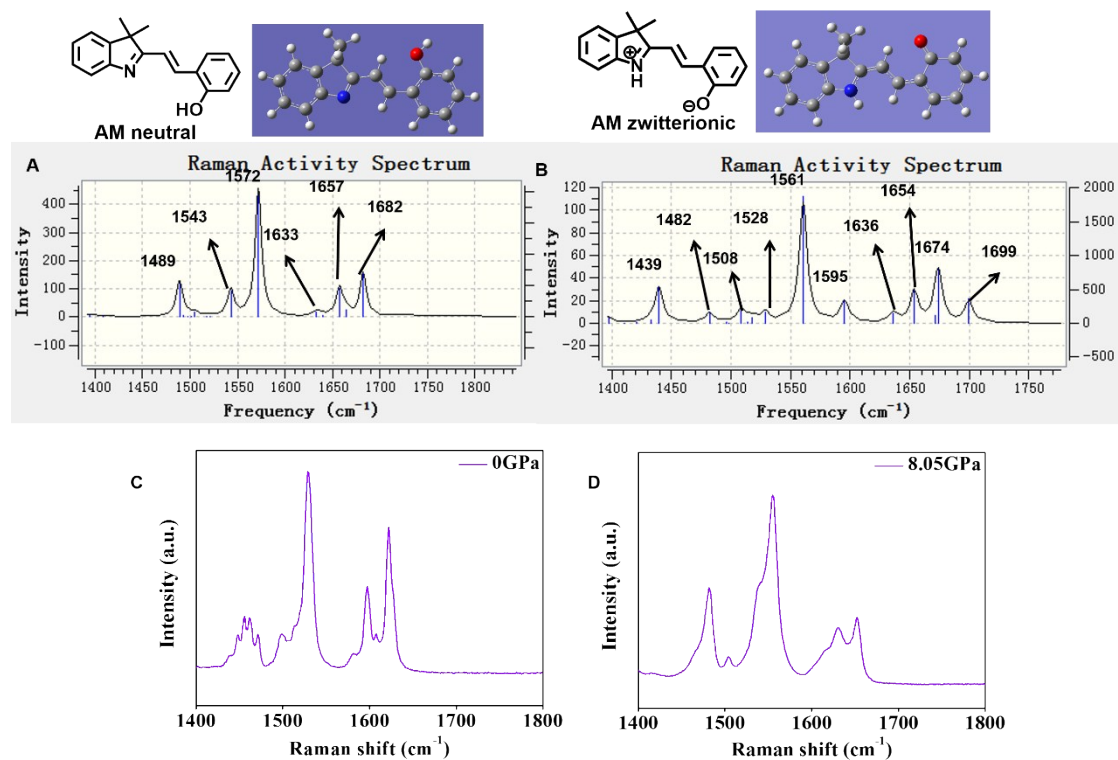 N
HO
AM neutral
N
H
⊕
O
⊖
AM zwitterionic
A
Raman Activity Spectrum
1572
1657
1682
1543
1633
1489
400
300
200
100
0
-100
Intensity
1400 1450 1500 1550 1600 1650 1700 1750 1800
Frequency (cm⁻¹)
B
Raman Activity Spectrum
1561
1654
1482
1528
1636
1439
1508
1595
1674
1699
120
100
80
60
40
20
0
-20
Intensity
2000
1500
1000
500
0
-500
1400 1450 1500 1550 1600 1650 1700 1750
Frequency (cm⁻¹)
C
0GPa
Intensity (a.u.)
1400 1500 1600 1700 1800
Raman shift (cm⁻¹)
D
8.05GPa
Intensity (a.u.)
1400 1500 1600 1700 1800
Raman shift (cm⁻¹)